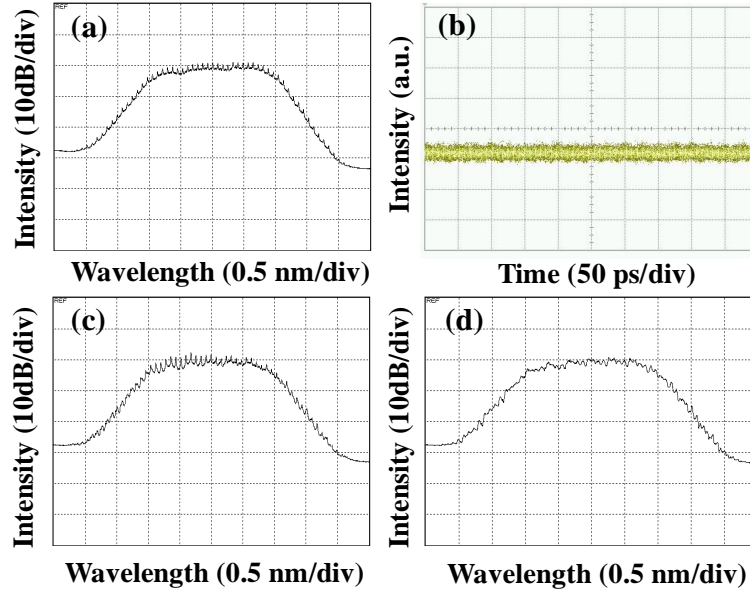 REF
(a)
Intensity (10dB/div)
Wavelength (0.5 nm/div)
(b)
Intensity (a.u.)
Time (50 ps/div)
REF
(c)
Intensity (10dB/div)
Wavelength (0.5 nm/div)
REF
(d)
Intensity (10dB/div)
Wavelength (0.5 nm/div)